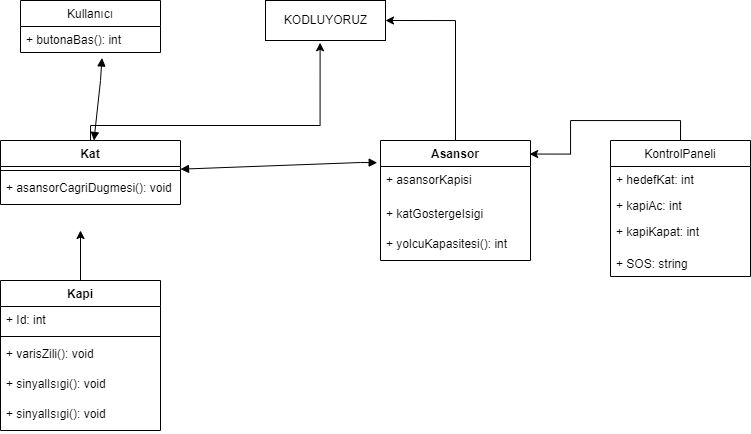 Kullanıcı
+ butonaBas(): int
KODLUYORUZ
Kat
+ asansorCagriDugmesi(): void
Asansor
+ asansorKapisi
+ katGostergeIsigi
+ yolcuKapasitesi(): int
KontrolPaneli
+ hedefKat: int
+ kapiAc: int
+ kapiKapat: int
+ SOS: string
Kapi
+ Id: int
+ varisZili(): void
+ sinyalIsıgi(): void
+ sinyalIsıgi(): void